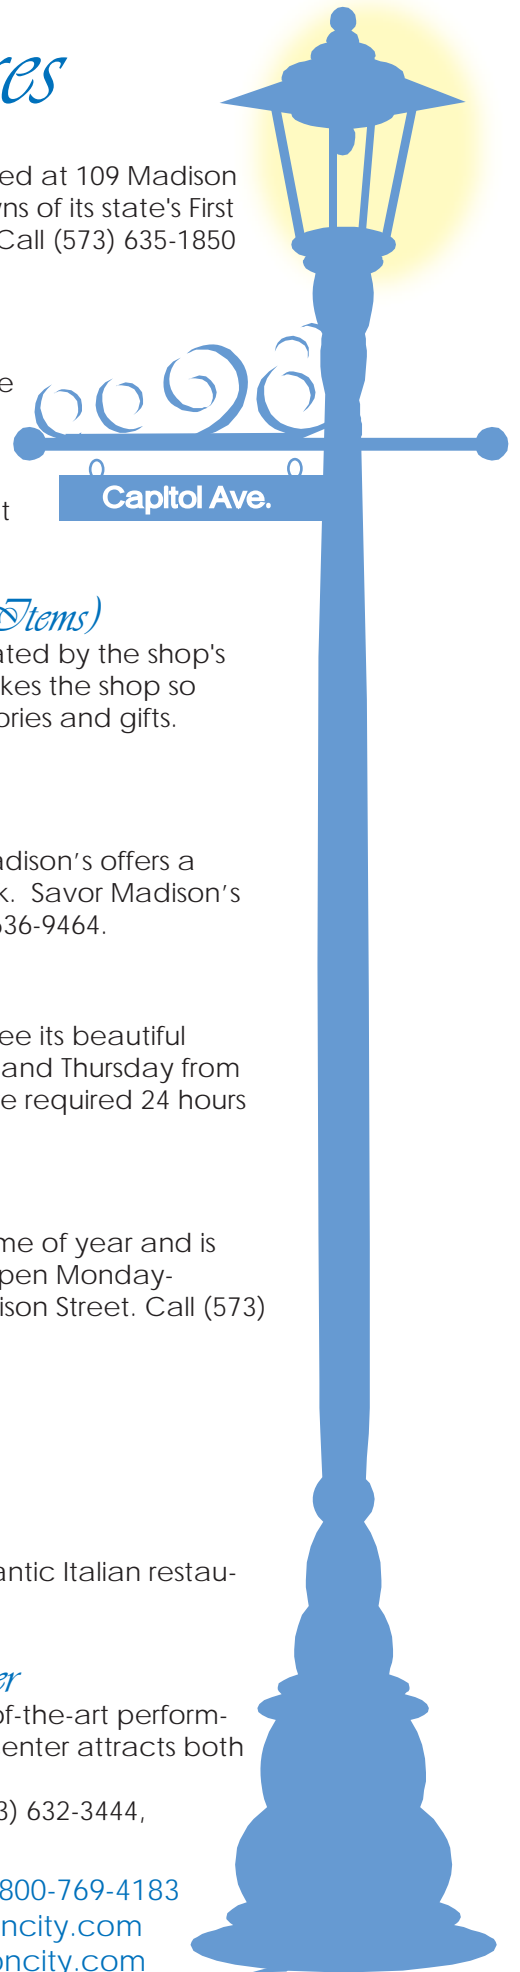 res
ed at 109 Madison
wns of its state's First
Call (573) 635-1850
e
Capitol Ave.
t
Items)
ated by the shop's
kes the shop so
ories and gifts.
adison's offers a
k. Savor Madison's
636-9464.
ee its beautiful
and Thursday from
e required 24 hours
me of year and is
pen Monday-
ison Street. Call (573)
antic Italian restau-
er
of-the-art perform-
enter attracts both
3) 632-3444,
800-769-4183
ncity.com
oncity.com